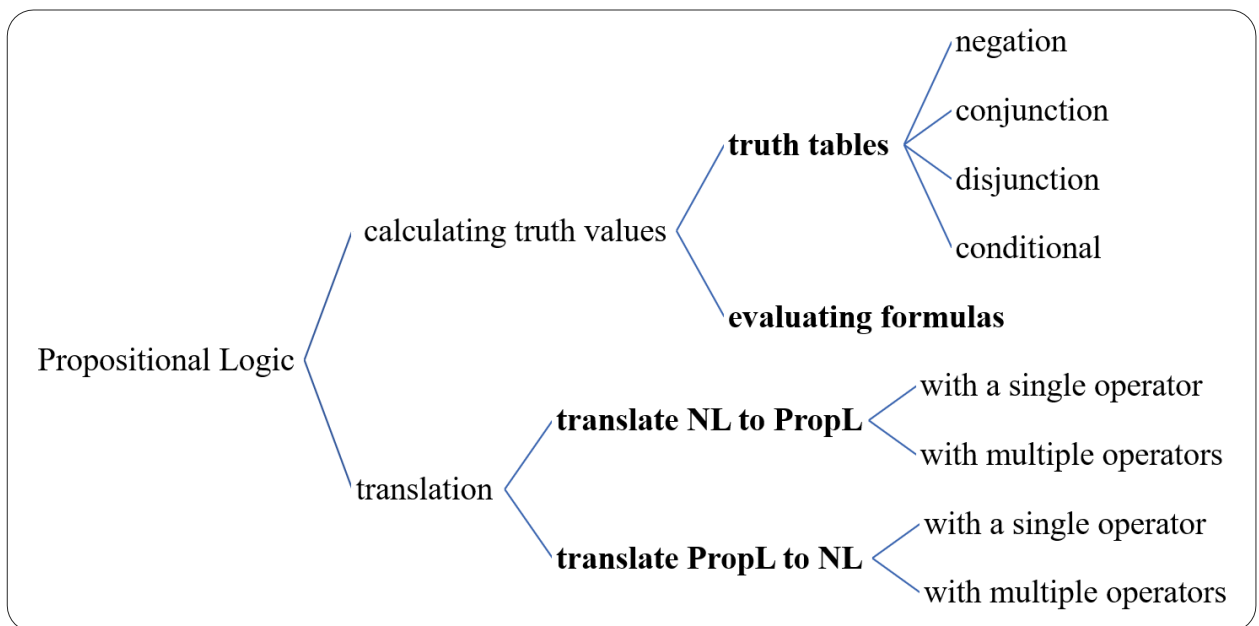 negation
conjunction
truth tables
disjunction
calculating truth values
conditional
evaluating formulas
Propositional Logic
with a single operator
translate NL to PropL
with multiple operators
translation
with a single operator
translate PropL to NL
with multiple operators